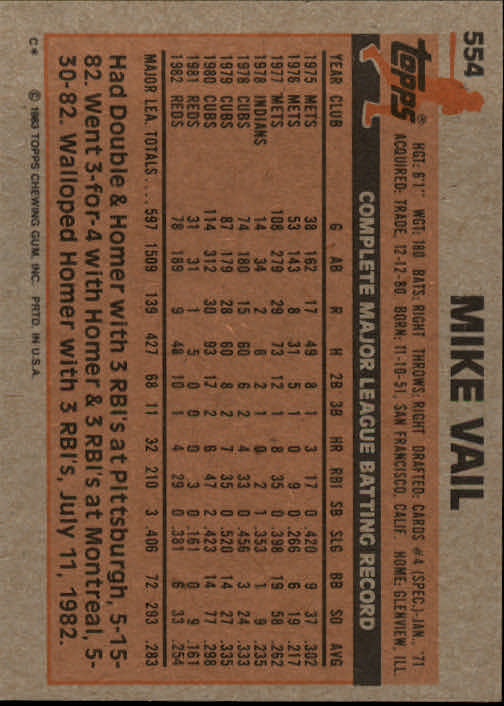 554
MIKE VAIL
topps®
HGT: 6'1" WGT: 180 BATS: RIGHT THROWS: RIGHT DRAFTED: CARDS #4 (SPEC.)-JAN., '71
ACQUIRED: TRADE, 12-12-80 BORN: 11-10-51, SAN FRANCISCO, CALIF. HOME: GLENVIEW, ILL.
COMPLETE MAJOR LEAGUE BATTING RECORD
YEAR CLUB G AB R H 2B 3B HR RBI SB SLG BB SO AVG
1975 METS 38 162 17 49 8 1 3 17 0 .420 9 37 .302
1976 METS 53 143 8 31 5 1 0 9 0 .266 6 19 .217
1977 METS 108 279 29 73 12 1 8 35 0 .398 19 58 .262
1978 INDIANS 14 34 2 8 2 1 0 2 1 .353 1 9 .235
1978 CUBS 74 180 15 60 6 2 4 33 0 .456 3 24 .333
1979 CUBS 87 179 28 60 8 2 7 35 0 .520 14 27 .335
1980 CUBS 114 312 30 93 17 2 6 47 2 .423 14 77 .298
1981 REDS 31 31 1 5 0 0 0 3 0 .161 0 9 .161
1982 REDS 78 189 9 48 10 1 4 29 0 .381 6 33 .254
MAJOR LEA. TOTALS .... 597 1509 139 427 68 11 32 210 3 .406 72 293 .283
Had Double & Homer with 3 RBI's at Pittsburgh, 5-15-
82. Went 3-for-4 with Homer & 3 RBI's at Montreal, 5-
30-82. Walloped Homer with 3 RBI's, July 11, 1982.
C* © 1983 TOPPS CHEWING GUM, INC. PRTD. IN U.S.A.